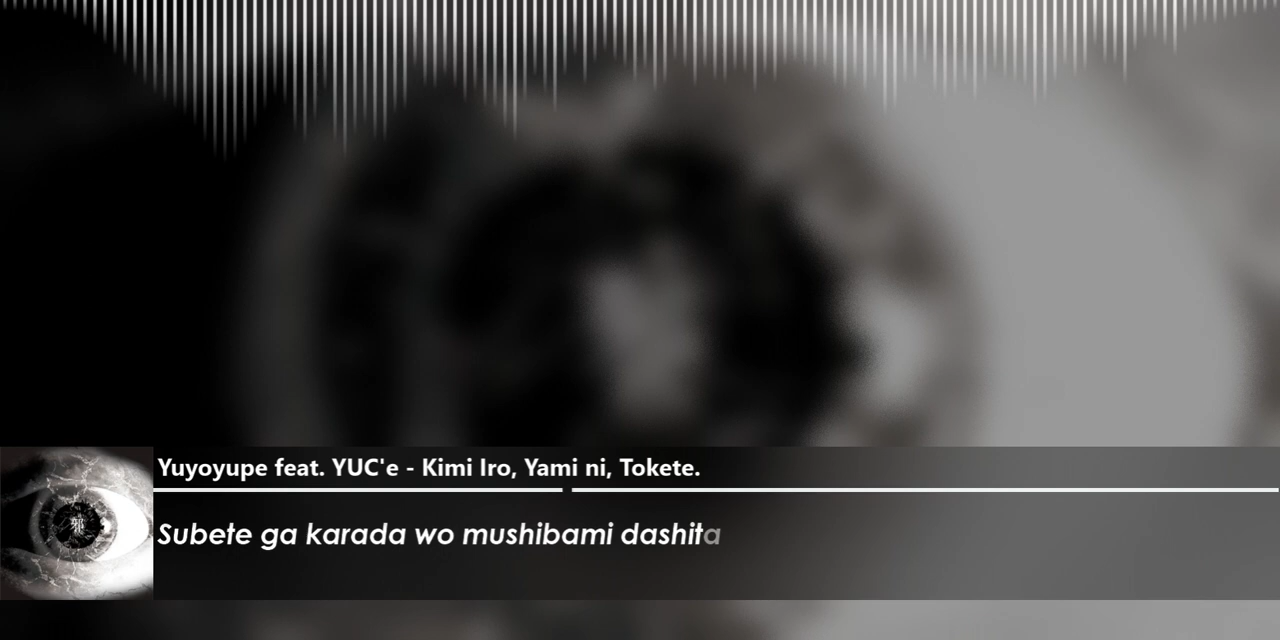 Yuyoyupe feat. YUC'e - Kimi Iro, Yami ni, Tokete.
Subete ga karada wo mushibami dashita